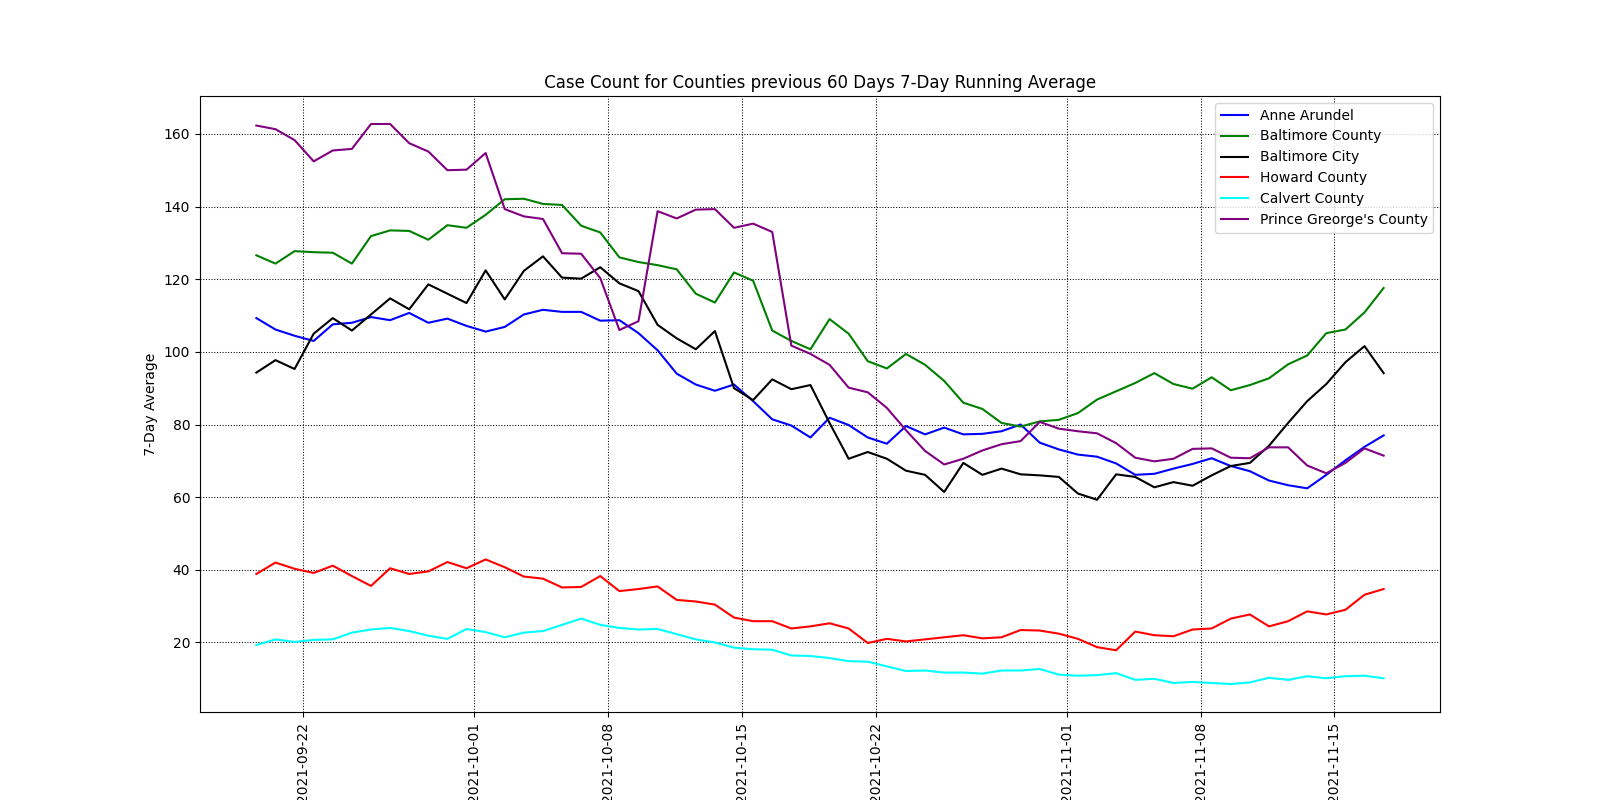 Case Count for Counties previous 60 Days 7-Day Running Average
Anne Arundel
Baltimore County
Baltimore City
Howard County
Calvert County
Prince Greorge's County
7-Day Average
160
140
120
100
80
60
40
20
2021-09-22
2021-10-01
2021-10-08
2021-10-15
2021-10-22
2021-11-01
2021-11-08
2021-11-15